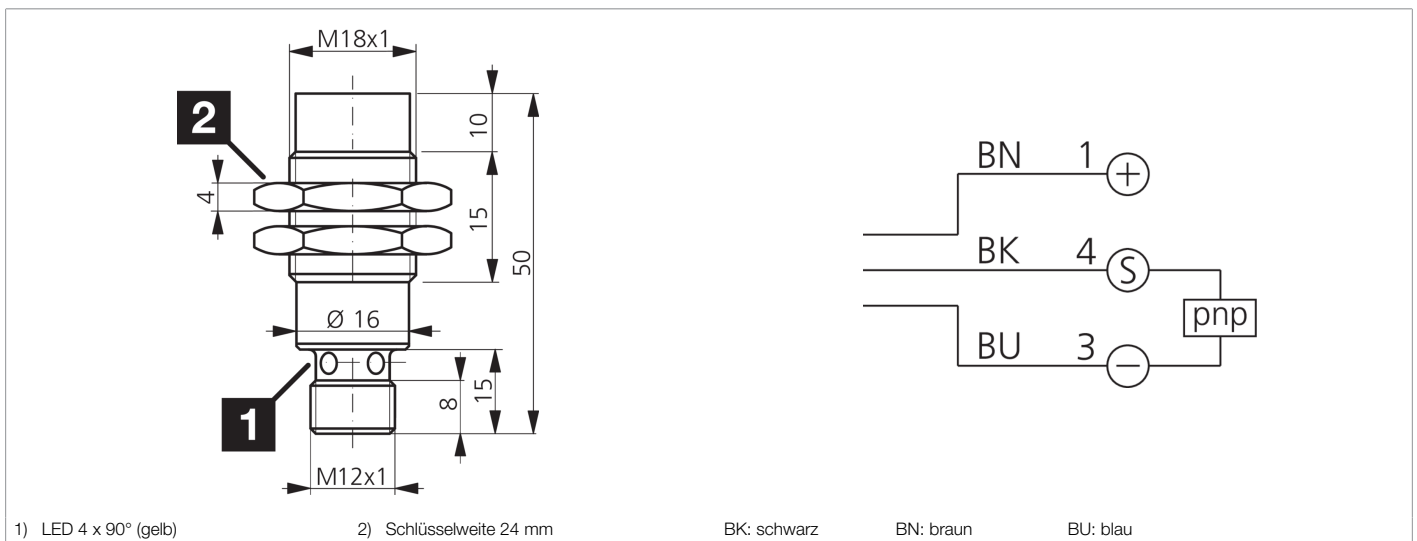 M18x1
2
10
4
15
50
Ø 16
1
8
15
M12x1
BN 1 +
BK 4 S
pnp
BU 3 −
1) LED 4 x 90° (gelb) 2) Schlüsselweite 24 mm BK: schwarz BN: braun BU: blau